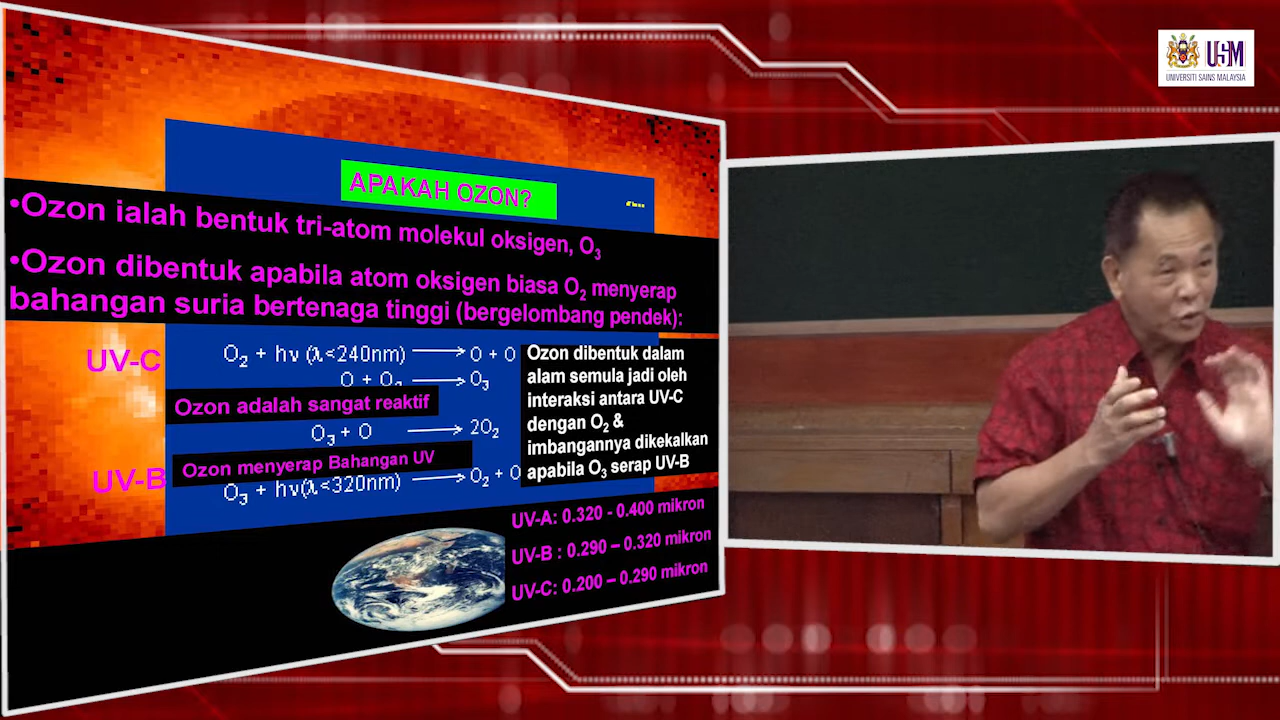 USM
UNIVERSITI SAINS MALAYSIA
APAKAH OZON?
•Ozon ialah bentuk tri-atom molekul oksigen, O₃
•Ozon dibentuk apabila atom oksigen biasa O₂ menyerap
bahangan suria bertenaga tinggi (bergelombang pendek):
UV-C
O₂ + hν (λ<240nm) → O + O
O + O₂ → O₃
Ozon adalah sangat reaktif
O₃ + O → 2O₂
Ozon menyerap Bahangan UV
UV-B
O₃ + hν(λ<320nm) → O₂ + O
Ozon dibentuk dalam
alam semula jadi oleh
interaksi antara UV-C
dengan O₂ &
imbangannya dikekalkan
apabila O₃ serap UV-B
UV-A: 0.320 - 0.400 mikron
UV-B : 0.290 – 0.320 mikron
UV-C: 0.200 – 0.290 mikron